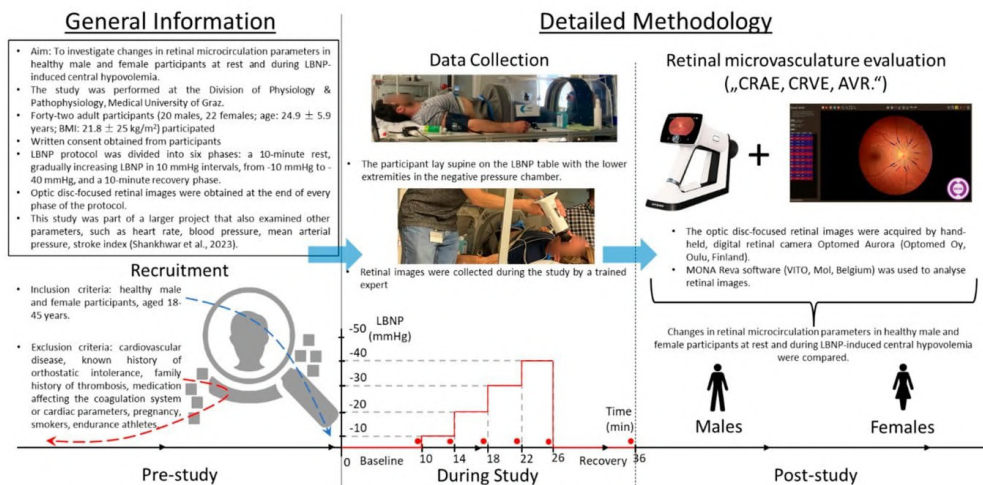 General Information
Aim: To investigate changes in retinal microcirculation parameters in
healthy male and female participants at rest and during LBNP-
induced central hypovolemia.
The study was performed at the Division of Physiology &
Pathophysiology, Medical University of Graz.
Forty-two adult participants (20 males, 22 females; age: 24.9 ± 5.9
years; BMI: 21.8 ± 25 kg/m²) participated
Written consent obtained from participants
LBNP protocol was divided into six phases: a 10-minute rest,
gradually increasing LBNP in 10 mmHg intervals, from -10 mmHg to -
40 mmHg, and a 10-minute recovery phase.
Optic disc-focused retinal images were obtained at the end of every
phase of the protocol.
This study was part of a larger project that also examined other
parameters, such as heart rate, blood pressure, mean arterial
pressure, stroke index (Shankhwar et al., 2023).
Recruitment
Inclusion criteria: healthy male
and female participants, aged 18-
45 years.
Exclusion criteria: cardiovascular
disease, known history of
orthostatic intolerance, family
history of thrombosis, medication
affecting the coagulation system
or cardiac parameters, pregnancy,
smokers, endurance athletes.
Pre-study
Detailed Methodology
Data Collection
The participant lay supine on the LBNP table with the lower
extremities in the negative pressure chamber.
Retinal images were collected during the study by a trained
expert
LBNP
(mmHg)
-50
-40
-30
-20
-10
Time
(min)
0
Baseline
10
14
18
22
26
Recovery
36
During Study
Retinal microvasculature evaluation
(„CRAE, CRVE, AVR.“)
The optic disc-focused retinal images were acquired by hand-
held, digital retinal camera Optomed Aurora (Optomed Oy,
Oulu, Finland).
MONA Reva software (VITO, Mol, Belgium) was used to analyse
retinal images.
Changes in retinal microcirculation parameters in healthy male and
female participants at rest and during LBNP-induced central hypovolemia
were compared.
Males
Females
Post-study